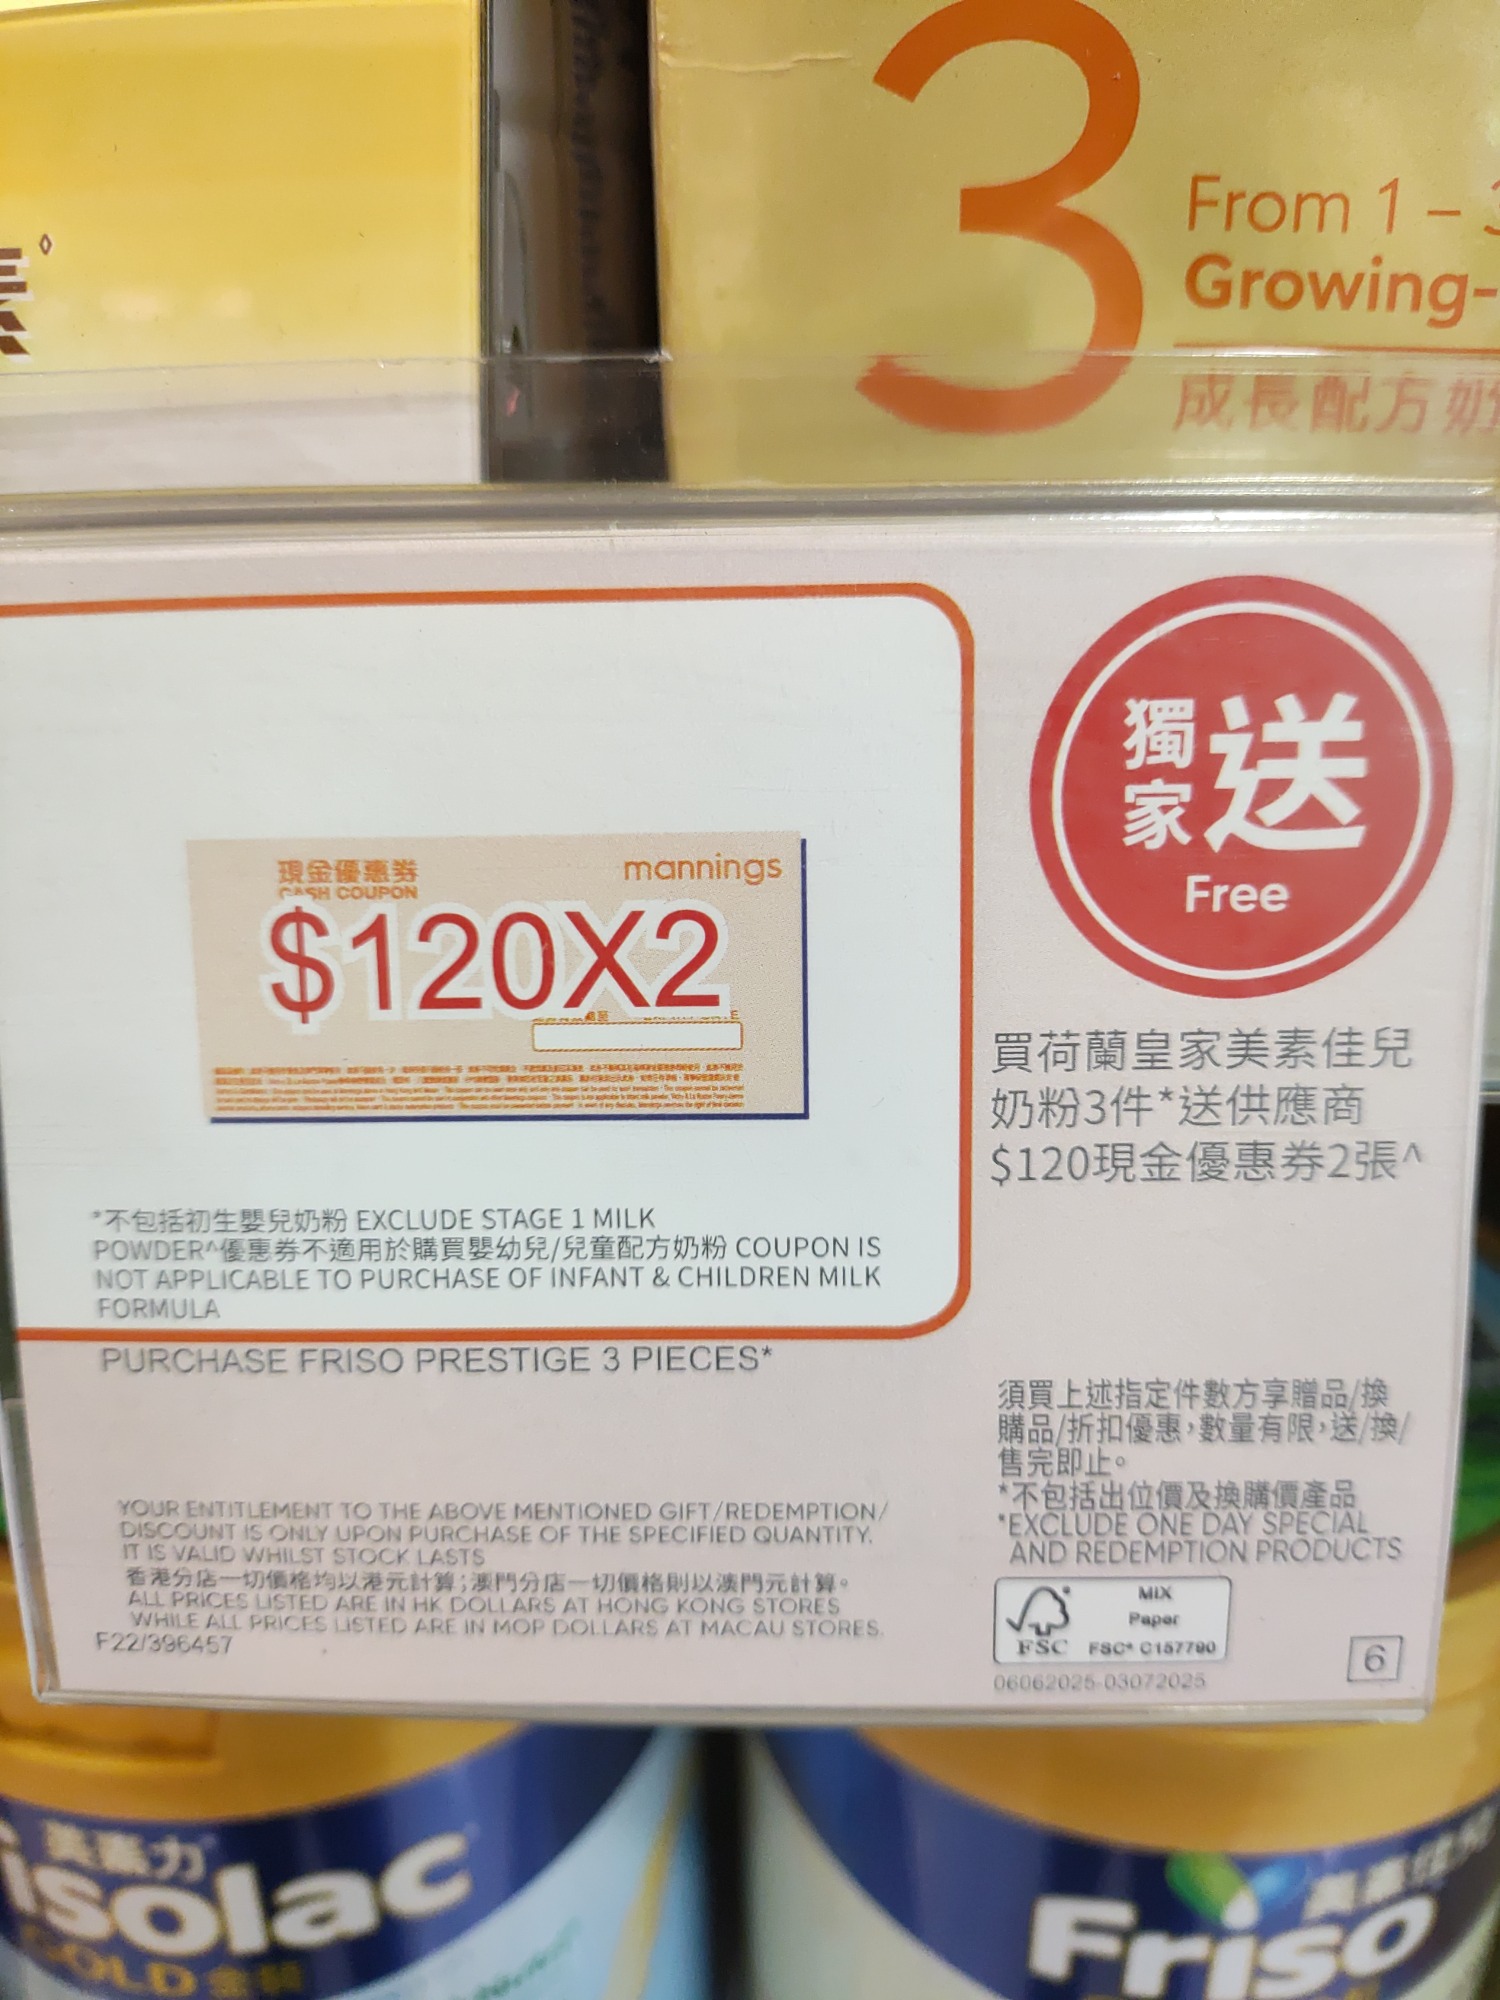 3
From 1 –
Growing-
成長配方奶
獨家送
Free
現金優惠券
mannings
CASH COUPON
$120X2
買荷蘭皇家美素佳兒
奶粉3件*送供應商
$120現金優惠券2張^
*不包括初生嬰兒奶粉 EXCLUDE STAGE 1 MILK
POWDER^優惠券不適用於購買嬰幼兒/兒童配方奶粉 COUPON IS
NOT APPLICABLE TO PURCHASE OF INFANT & CHILDREN MILK
FORMULA
PURCHASE FRISO PRESTIGE 3 PIECES*
須買上述指定件數方享贈品/換
購品/折扣優惠,數量有限,送/換/
售完即止。
*不包括出位價及換購價產品
*EXCLUDE ONE DAY SPECIAL
AND REDEMPTION PRODUCTS
YOUR ENTITLEMENT TO THE ABOVE MENTIONED GIFT/REDEMPTION/
DISCOUNT IS ONLY UPON PURCHASE OF THE SPECIFIED QUANTITY.
IT IS VALID WHILST STOCK LASTS
香港分店一切價格均以港元計算;澳門分店一切價格則以澳門元計算。
ALL PRICES LISTED ARE IN HK DOLLARS AT HONG KONG STORES
WHILE ALL PRICES LISTED ARE IN MOP DOLLARS AT MACAU STORES.
F22/396457
MIX
Paper
FSC FSC® C157790
06062025-03072025
6
美素力
isolac
GOLD 金裝
美素佳兒
Friso